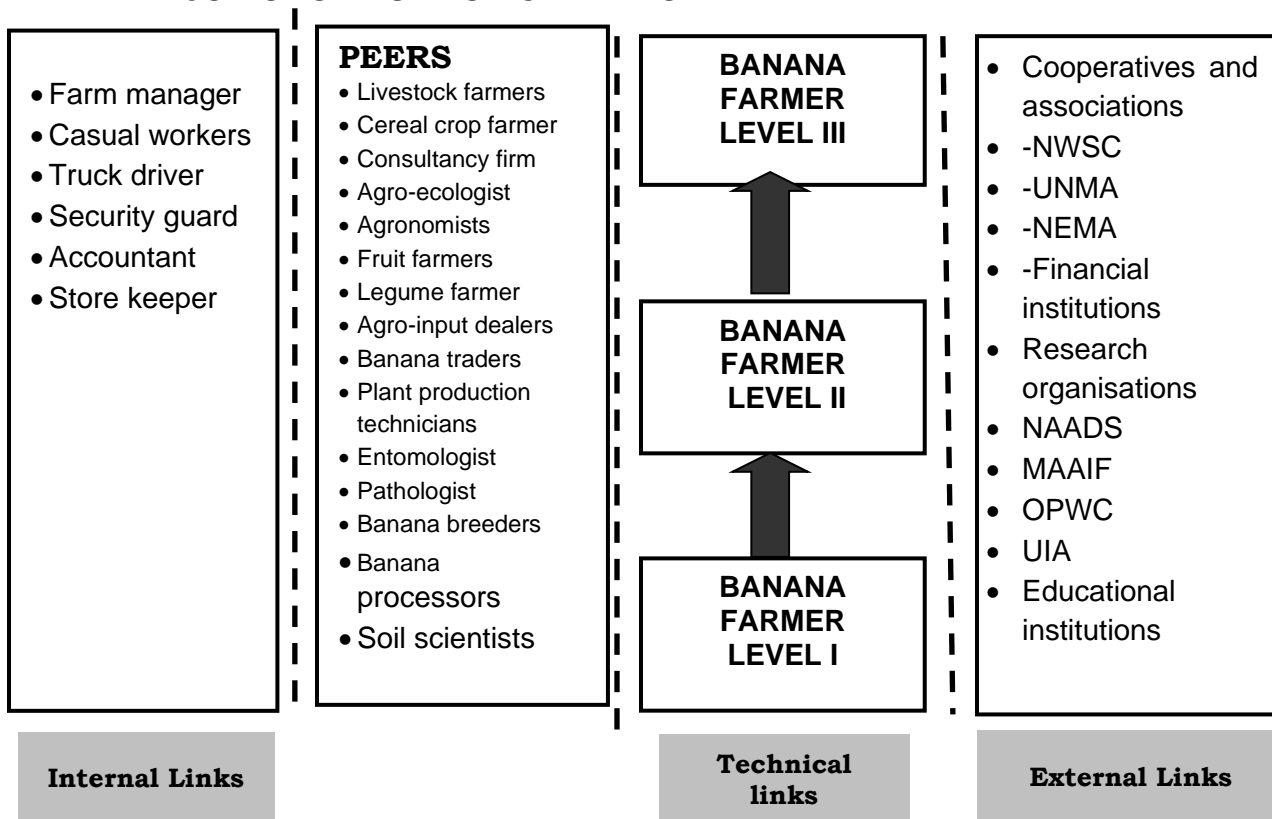 • Farm manager
• Casual workers
• Truck driver
• Security guard
• Accountant
• Store keeper
PEERS
• Livestock farmers
• Cereal crop farmer
• Consultancy firm
• Agro-ecologist
• Agronomists
• Fruit farmers
• Legume farmer
• Agro-input dealers
• Banana traders
• Plant production
technicians
• Entomologist
• Pathologist
• Banana breeders
• Banana
processors
• Soil scientists
BANANA
FARMER
LEVEL III
BANANA
FARMER
LEVEL II
BANANA
FARMER
LEVEL I
• Cooperatives and
associations
• -NWSC
• -UNMA
• -NEMA
• -Financial
institutions
• Research
organisations
• NAADS
• MAAIF
• OPWC
• UIA
• Educational
institutions
Internal Links
Technical
links
External Links